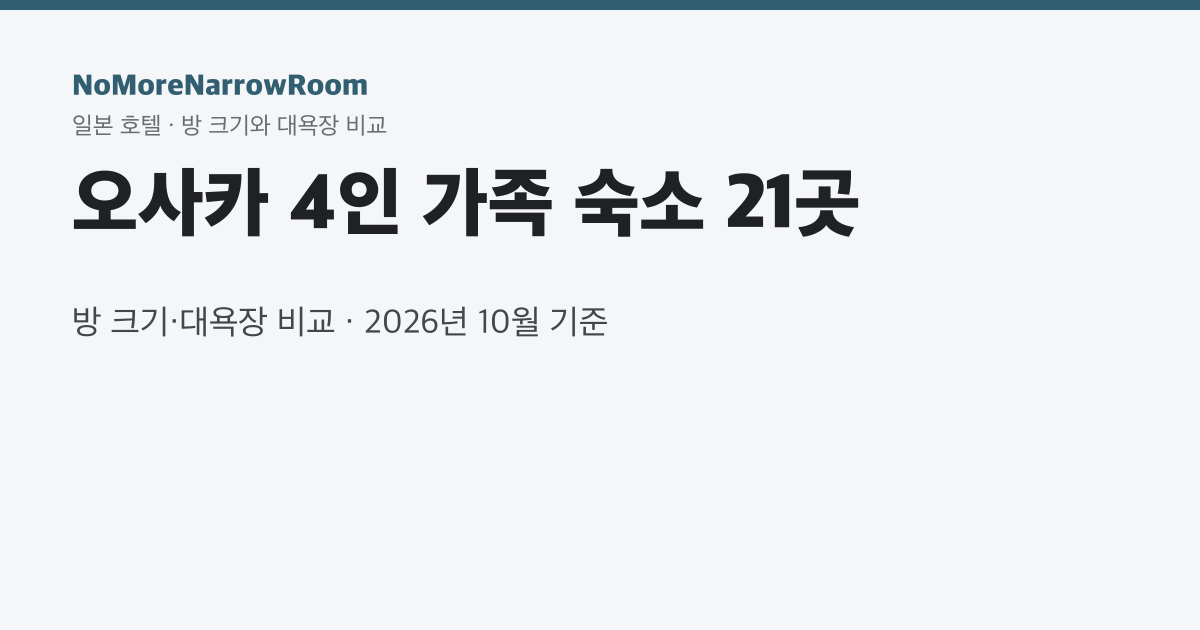 NoMoreNarrowRoom
일본 호텔 · 방 크기와 대욕장 비교
오사카 4인 가족 숙소 21곳
방 크기·대욕장 비교 · 2026년 10월 기준